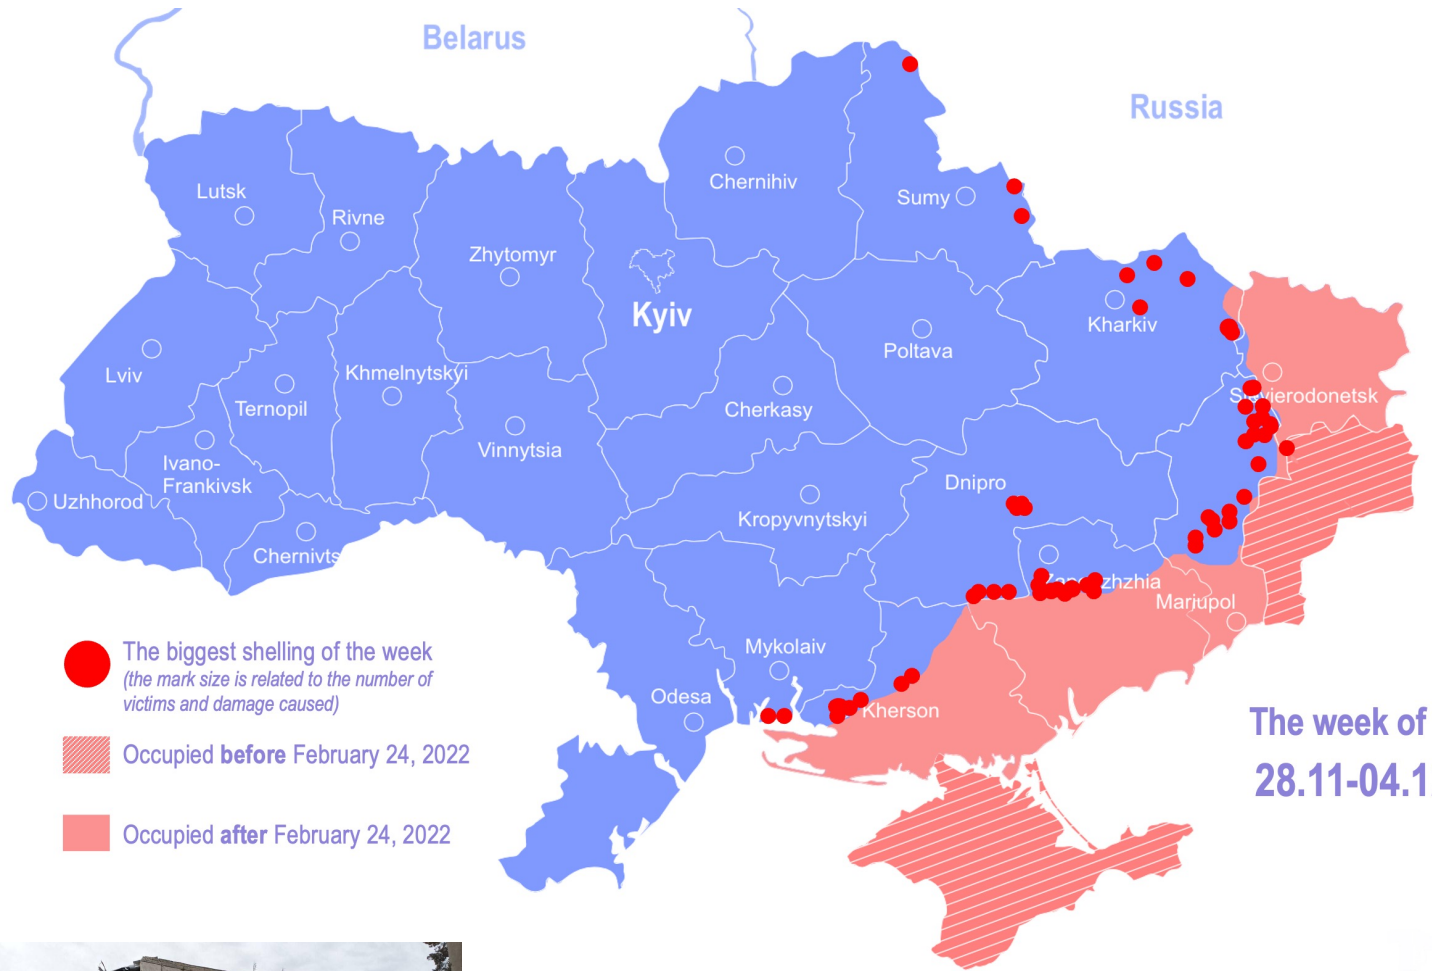 Belarus
Russia
Chernihiv
Lutsk
Sumy
Rivne
Zhytomyr
Kyiv
Kharkiv
Poltava
Lviv
Khmelnytskyi
Ternopil
Cherkasy
Vinnytsia
Ivano-
Frankivsk
Uzhhorod
Dnipro
Kropyvnytskyi
Chernivts
Mariupol
Mykolaiv
Odesa
Kherson
The biggest shelling of the week
(the mark size is related to the number of
victims and damage caused)
Occupied before February 24, 2022
Occupied after February 24, 2022
The week of
28.11-04.1